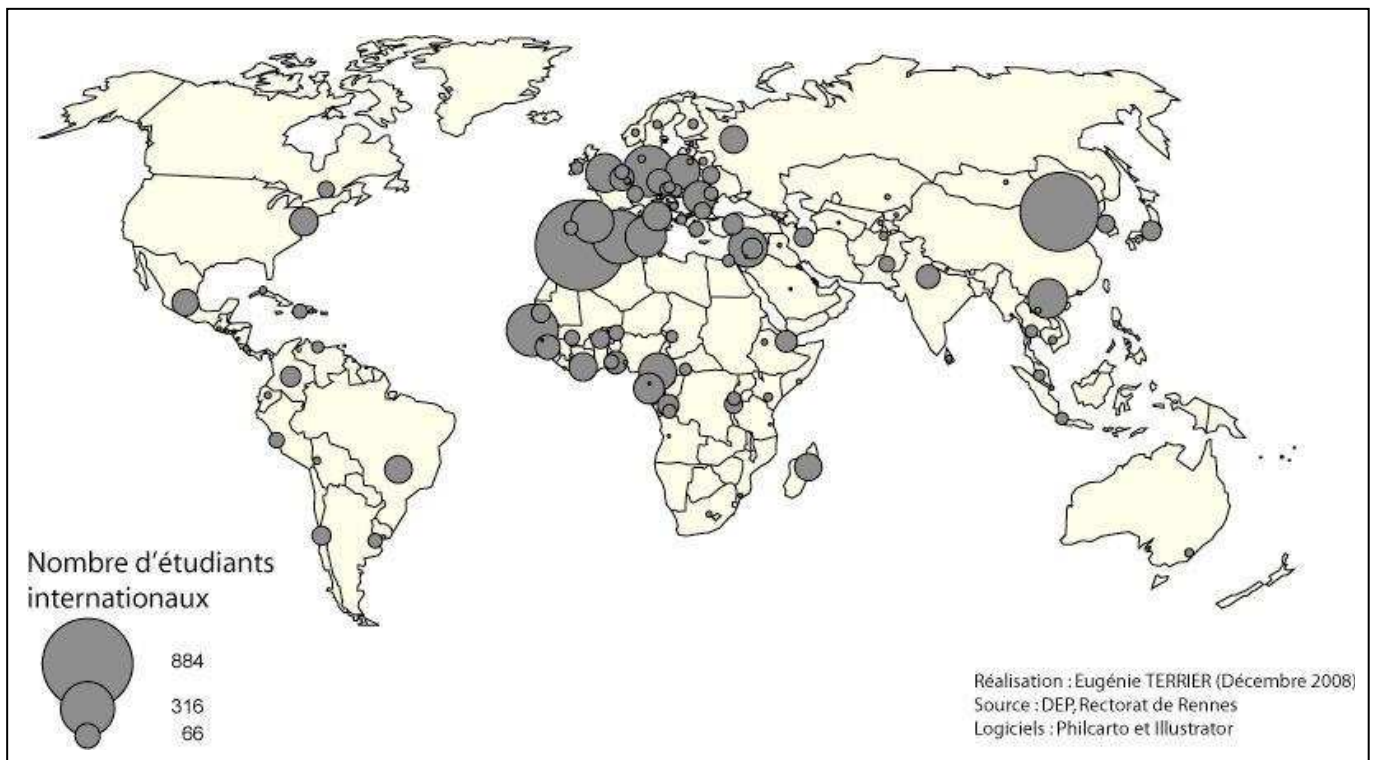 Nombre d'étudiants
internationaux
884
316
66
Réalisation : Eugénie TERRIER (Décembre 2008)
Source : DEP, Rectorat de Rennes
Logiciels : Philcarto et Illustrator